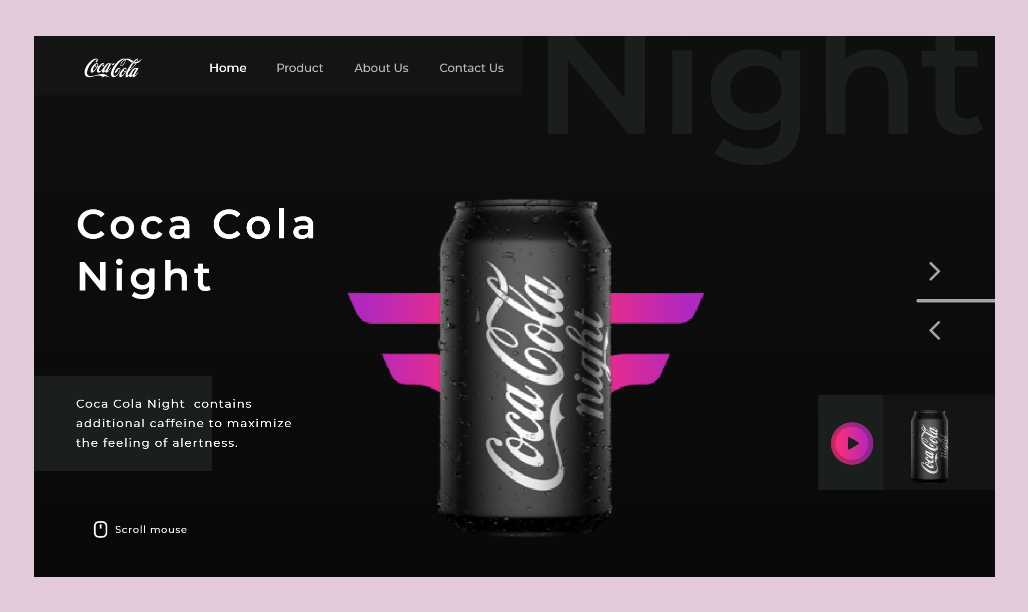 Night
Coca-Cola
Home
Product
About Us
Contact Us
Coca Cola
Night
Coca-Cola
night
Coca Cola Night contains
additional caffeine to maximize
the feeling of alertness.
Coca-Cola
night
Scroll mouse